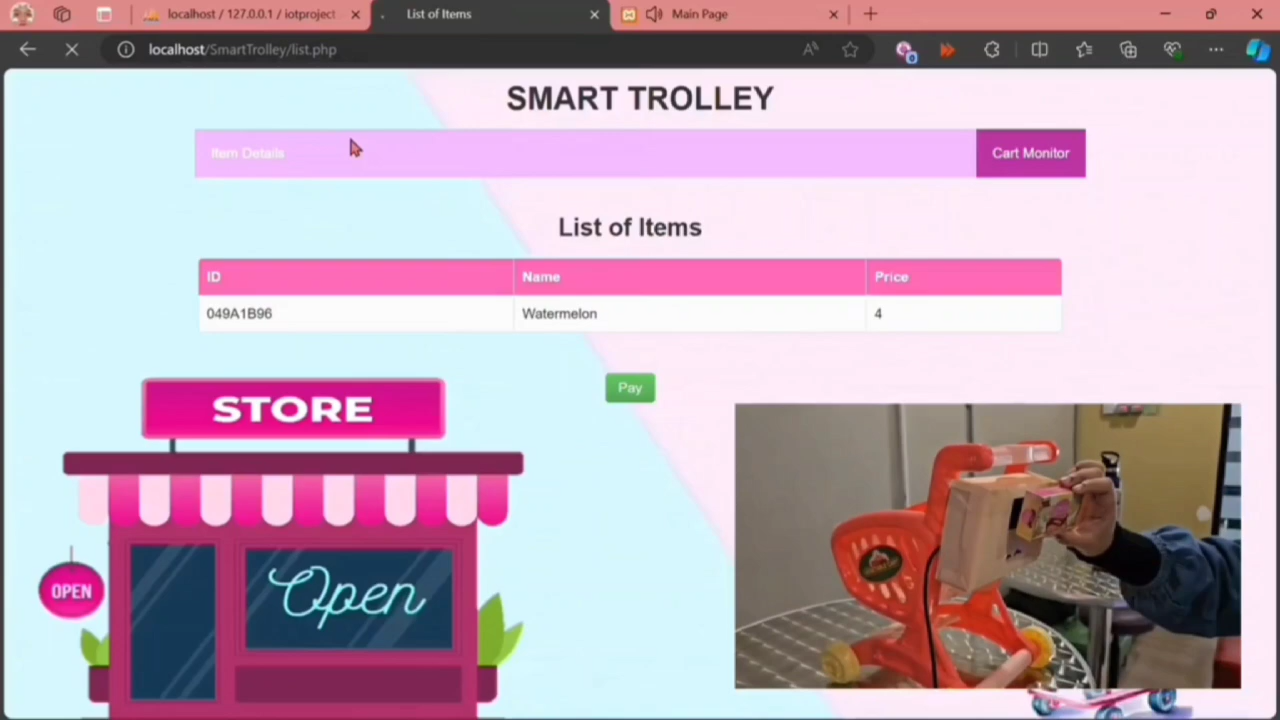 localhost / 127.0.0.1 / iotproject
List of Items
Main Page
localhost/SmartTrolley/list.php
SMART TROLLEY
Item Details
Cart Monitor
List of Items
ID Name Price
049A1B96 Watermelon 4
Pay
STORE
OPEN
Open